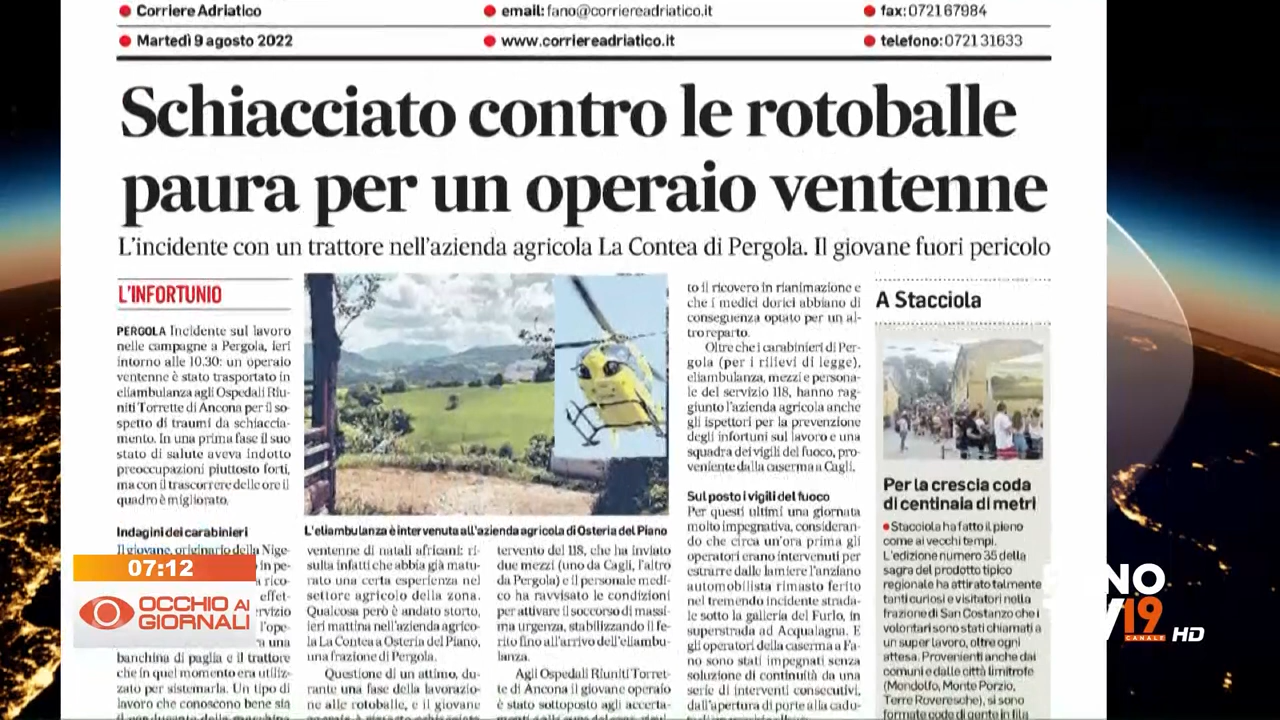 Corriere Adriatico
email: fano@corriereadriatico.it
fax: 0721 67984
Martedì 9 agosto 2022
www.corriereadriatico.it
telefono: 0721 31633
Schiacciato contro le rotoballe
paura per un operaio ventenne
L'incidente con un trattore nell'azienda agricola La Contea di Pergola. Il giovane fuori pericolo
L'INFORTUNIO
PERGOLA Incidente sul lavoro
nelle campagne a Pergola, ieri
intorno alle 10.30: un operaio
ventenne è stato trasportato in
eliambulanza agli Ospedali Riu-
niti Torrette di Ancona per il so-
spetto di traumi da schiaccia-
mento. In una prima fase il suo
stato di salute aveva indotto
preoccupazioni piuttosto forti,
ma con il trascorrere delle ore il
quadro è migliorato.
Indagini dei carabinieri
Il giovane, originario della Nige-
in pe-
rico-
effet-
rvizio
l'ope-
a una
banchina di paglia e il trattore
che in quel momento era utiliz-
zato per sistemarla. Un tipo di
lavoro che conoscono bene sia
L'eliambulanza è intervenuta all'azienda agricola di Osteria del Piano
ventenne di natali africani: ri-
sulta infatti che abbia già matu-
rato una certa esperienza nel
settore agricolo della zona.
Qualcosa però è andato storto,
ieri mattina nell'azienda agrico-
la La Contea a Osteria del Piano,
una frazione di Pergola.
Questione di un attimo, du-
rante una fase della lavorazio-
ne alle rotoballe, e il giovane
tervento del 118, che ha inviato
due mezzi (uno da Cagli, l'altro
da Pergola) e il personale medi-
co ha ravvisato le condizioni
per attivare il soccorso di massi-
ma urgenza, stabilizzando il fe-
rito fino all'arrivo dell'eliambu-
lanza.
Agli Ospedali Riuniti Torret-
te di Ancona il giovane operaio
è stato sottoposto agli accerta-
to il ricovero in rianimazione e
che i medici dorici abbiano di
conseguenza optato per un al-
tro reparto.
Oltre che i carabinieri di Per-
gola (per i rilievi di legge),
eliambulanza, mezzi e persona-
le del servizio 118, hanno rag-
giunto l'azienda agricola anche
gli ispettori per la prevenzione
degli infortuni sul lavoro e una
squadra dei vigili del fuoco, pro-
veniente dalla caserma a Cagli.
Sul posto i vigili del fuoco
Per questi ultimi una giornata
molto impegnativa, consideran-
do che circa un'ora prima gli
operatori erano intervenuti per
estrarre dalle lamiere l'anziano
automobilista rimasto ferito
nel tremendo incidente strada-
le sotto la galleria del Furlo, in
superstrada ad Acqualagna. E
gli operatori della caserma a Fa-
no sono stati impegnati senza
soluzione di continuità da una
serie di interventi consecutivi,
dall'apertura di porte alla cadu-
A Stacciola
Per la crescia coda
di centinaia di metri
Stacciola ha fatto il pieno
come ai vecchi tempi.
L'edizione numero 35 della
sagra del prodotto tipico
regionale ha attirato talmente
tanti curiosi e visitatori nella
frazione di San Costanzo che i
volontari sono stati chiamati a
un super lavoro, oltre ogni
attesa. Provenienti anche dai
comuni e dalle città limitrofe
(Mondolfo, Monte Porzio,
Terre Roveresche), si sono
formate code di gente in fila
07:12
OCCHIO AI
GIORNALI
NO
19
CANALE
HD